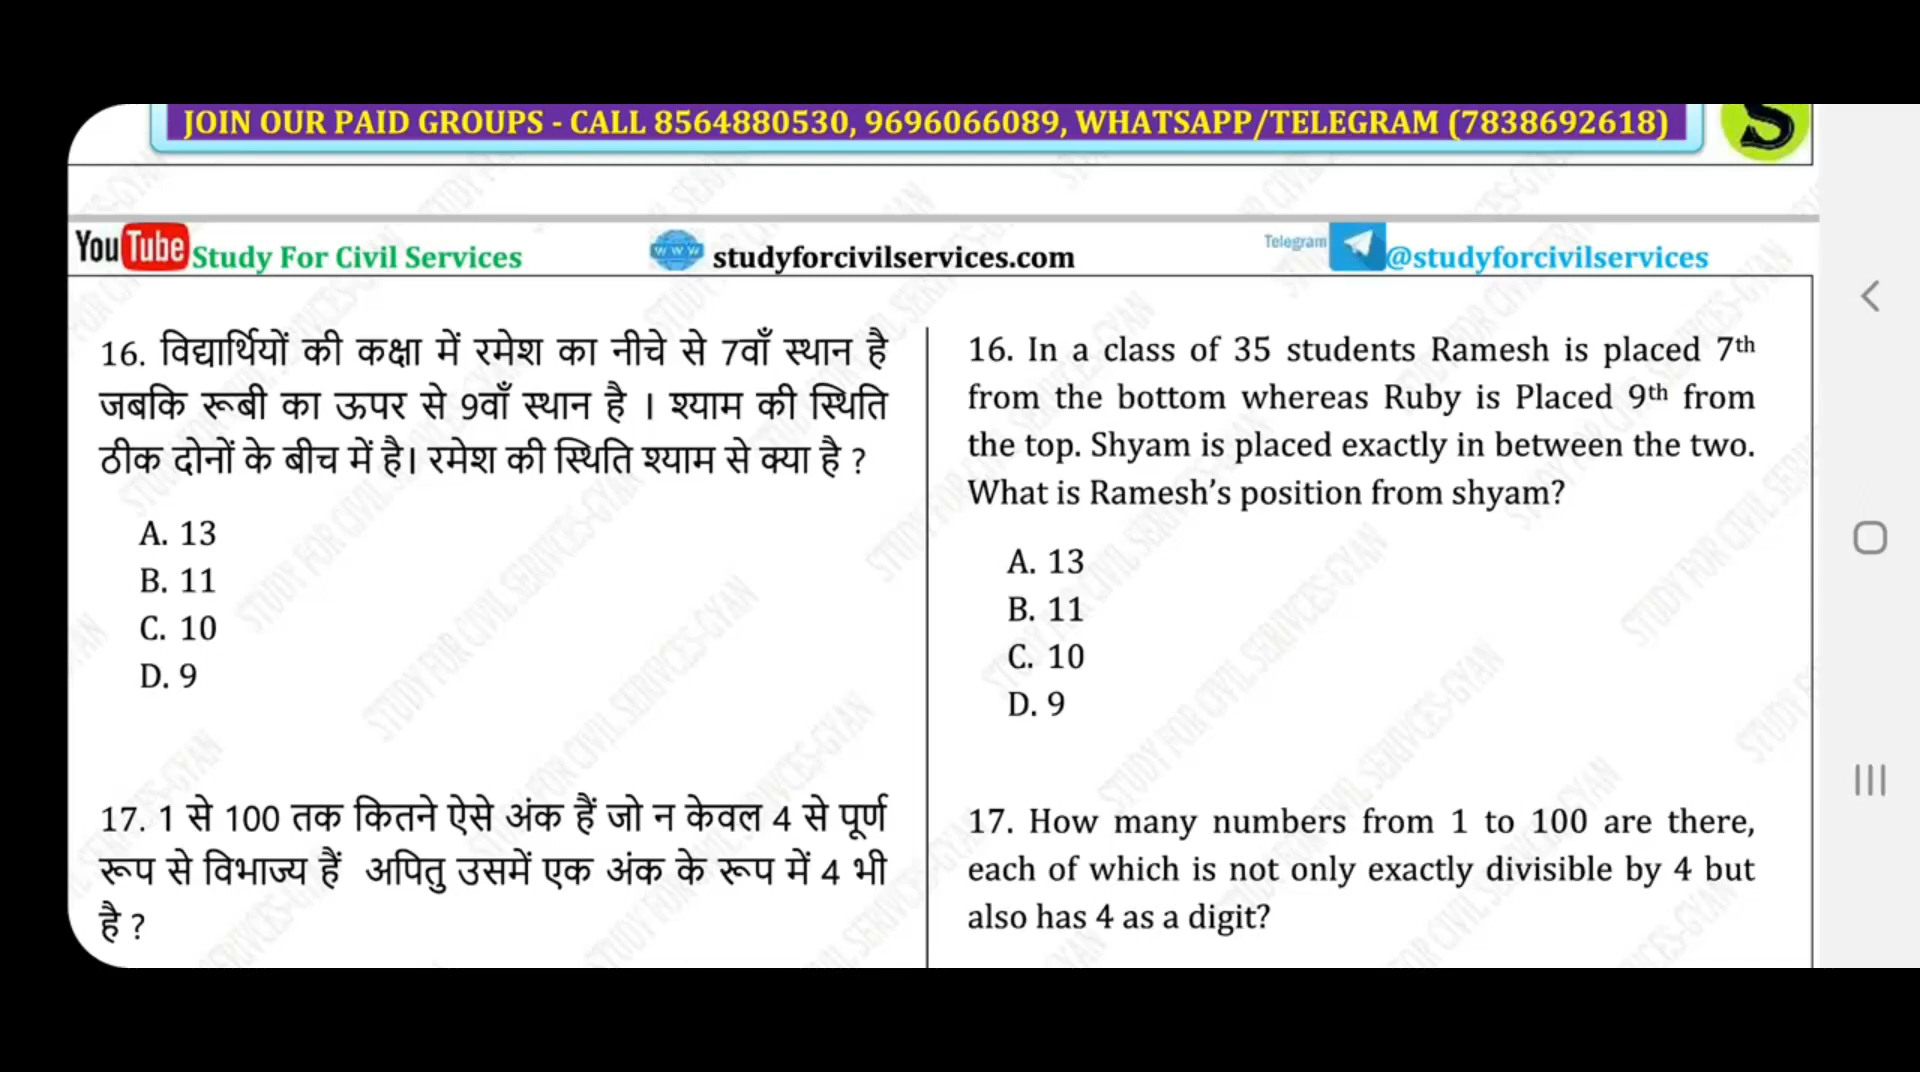 JOIN OUR PAID GROUPS - CALL 8564880530, 9696066089, WHATSAPP/TELEGRAM (7838692618)
S
YouTube Study For Civil Services
www studyforcivilservices.com
Telegram @studyforcivilservices
16. विद्यार्थियों की कक्षा में रमेश का नीचे से 7वाँ स्थान है
जबकि रूबी का ऊपर से 9वाँ स्थान है । श्याम की स्थिति
ठीक दोनों के बीच में है। रमेश की स्थिति श्याम से क्या है ?
A. 13
B. 11
C. 10
D. 9
17. 1 से 100 तक कितने ऐसे अंक हैं जो न केवल 4 से पूर्ण
रूप से विभाज्य हैं अपितु उसमें एक अंक के रूप में 4 भी
है ?
16. In a class of 35 students Ramesh is placed 7th
from the bottom whereas Ruby is Placed 9th from
the top. Shyam is placed exactly in between the two.
What is Ramesh’s position from shyam?
A. 13
B. 11
C. 10
D. 9
17. How many numbers from 1 to 100 are there,
each of which is not only exactly divisible by 4 but
also has 4 as a digit?
STUDY FOR CIVIL SERIVCES-GYAN